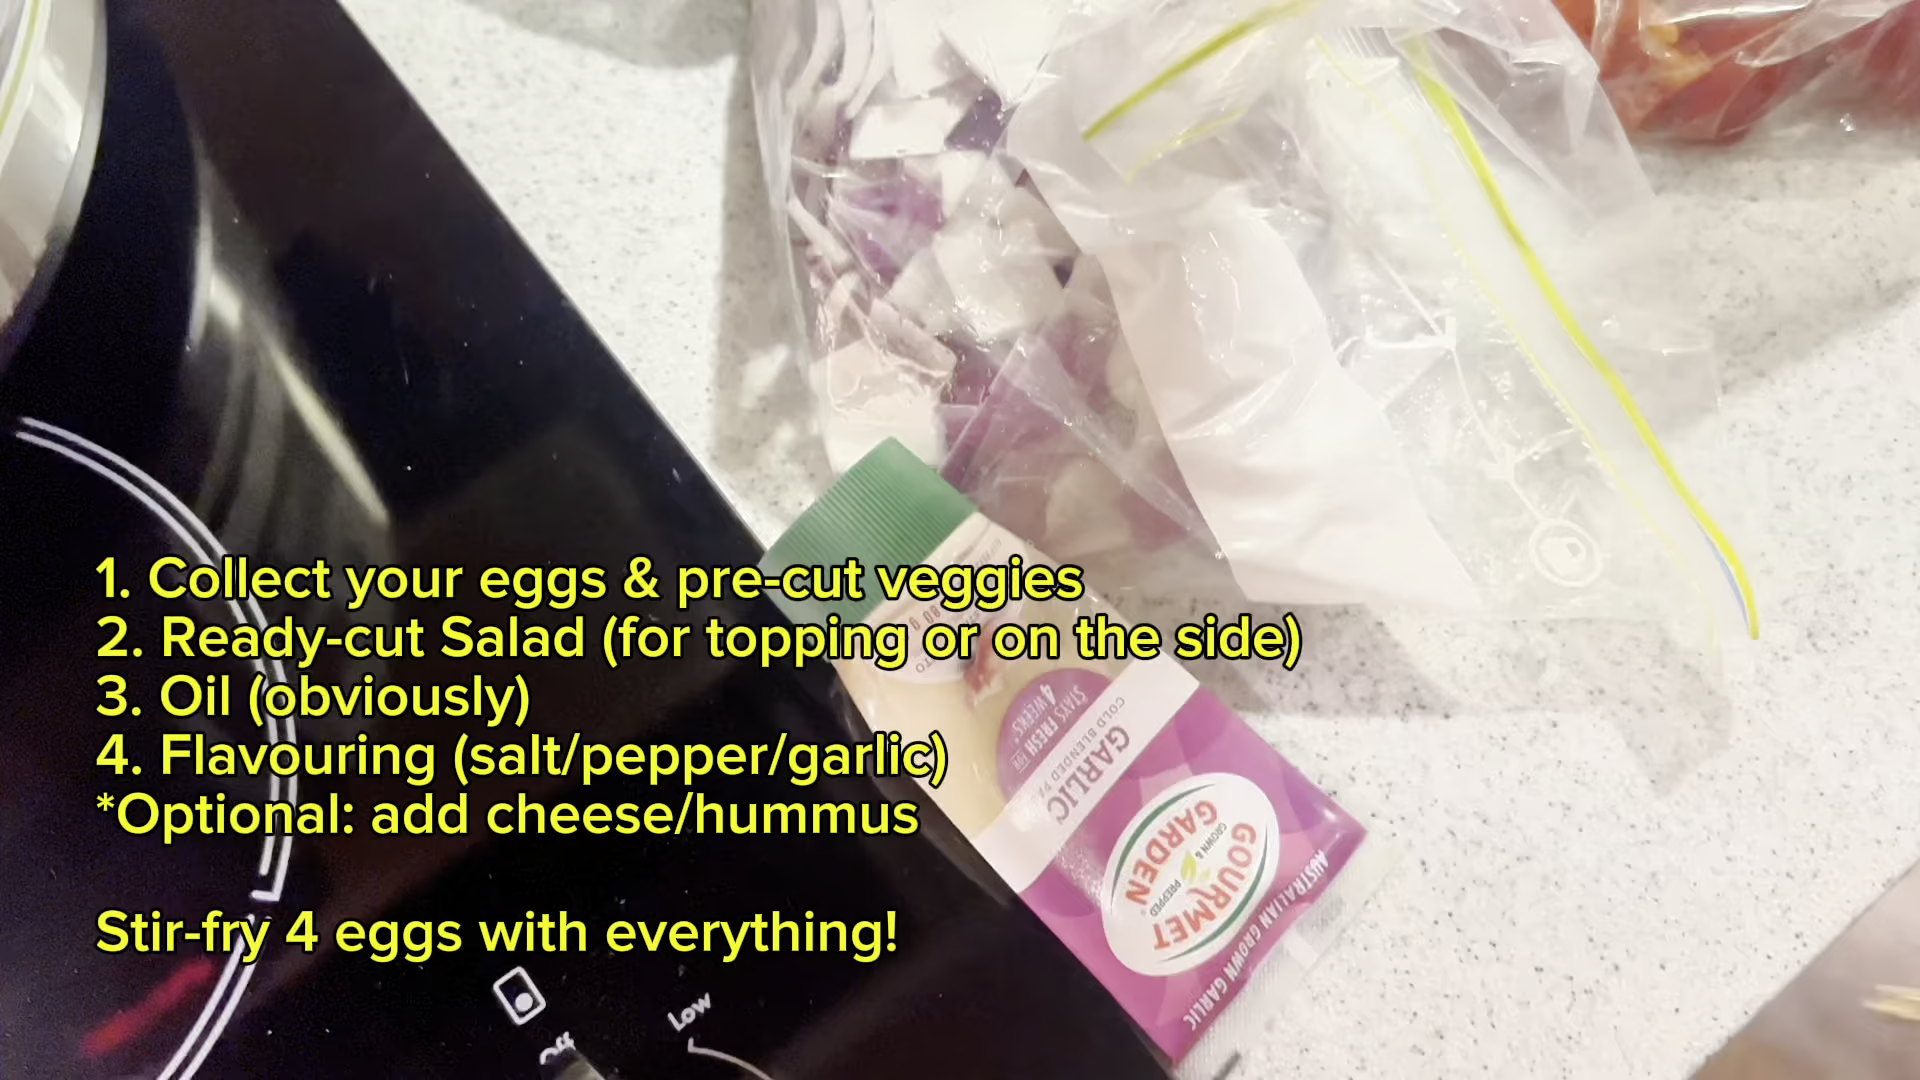 1. Collect your eggs & pre-cut veggies
2. Ready-cut Salad (for topping or on the side)
3. Oil (obviously)
4. Flavouring (salt/pepper/garlic)
*Optional: add cheese/hummus
Stir-fry 4 eggs with everything!
80 g
STAYS FRESH FOR
4 WEEKS
COLD BLENDED
GARLIC
GOURMET
GARDEN
GROWN &
PREPPED
AUSTRALIAN GROWN GARLIC
Off
Low